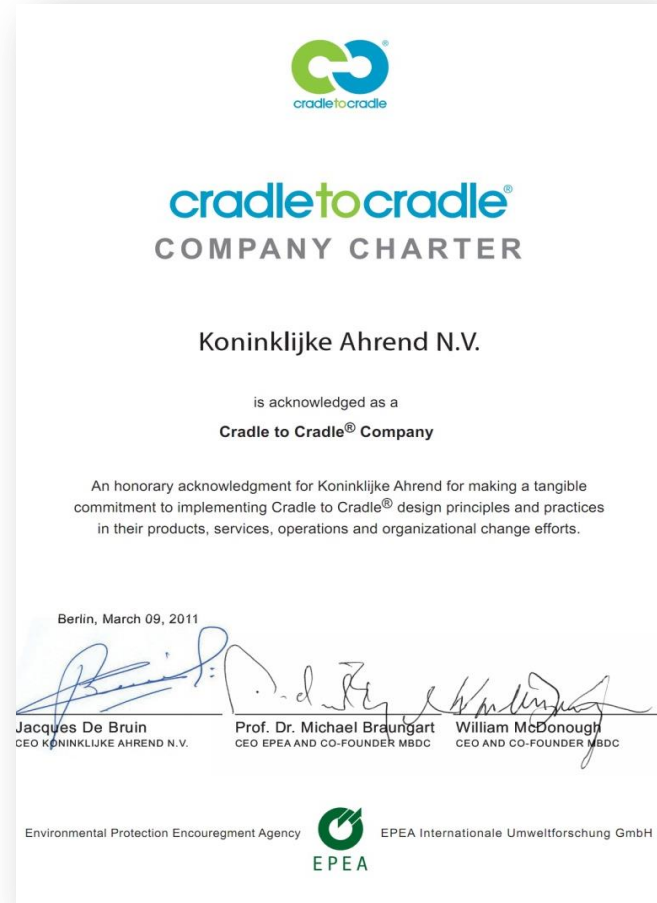 cradletocradle
cradletocradle®
COMPANY CHARTER
Koninklijke Ahrend N.V.
is acknowledged as a
Cradle to Cradle® Company
An honorary acknowledgment for Koninklijke Ahrend for making a tangible
commitment to implementing Cradle to Cradle® design principles and practices
in their products, services, operations and organizational change efforts.
Berlin, March 09, 2011
Jacques De Bruin Prof. Dr. Michael Braungart William McDonough
CEO KONINKLIJKE AHREND N.V. CEO EPEA AND CO-FOUNDER MBDC CEO AND CO-FOUNDER MBDC
Environmental Protection Encouregment Agency EPEA Internationale Umweltforschung GmbH
EPEA